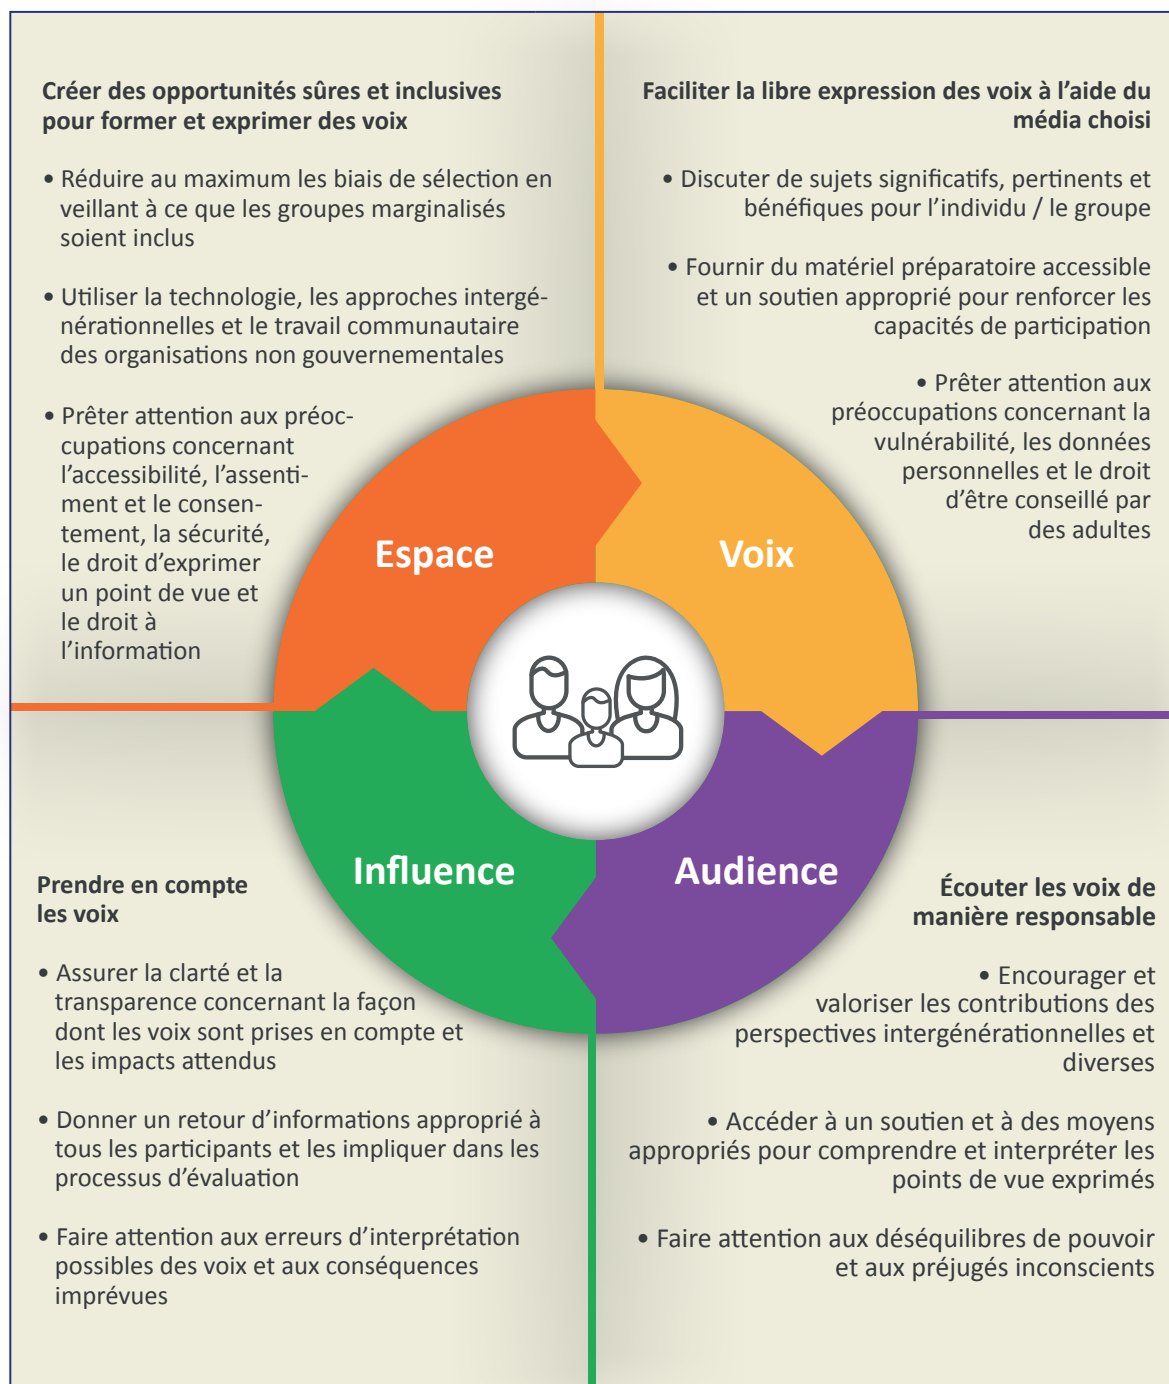 Créer des opportunités sûres et inclusives
pour former et exprimer des voix
• Réduire au maximum les biais de sélection en
veillant à ce que les groupes marginalisés
soient inclus
• Utiliser la technologie, les approches intergé-
nérationnelles et le travail communautaire
des organisations non gouvernementales
• Prêter attention aux préoc-
cupations concernant
l’accessibilité, l’assenti-
ment et le consen-
tement, la sécurité,
le droit d’exprimer
un point de vue et
le droit à
l’information
Faciliter la libre expression des voix à l’aide du
média choisi
• Discuter de sujets significatifs, pertinents et
bénéfiques pour l’individu / le groupe
• Fournir du matériel préparatoire accessible
et un soutien approprié pour renforcer les
capacités de participation
• Prêter attention aux
préoccupations concernant la
vulnérabilité, les données
personnelles et le droit
d’être conseillé par
des adultes
Espace
Voix
Influence
Audience
Prendre en compte
les voix
• Assurer la clarté et la
transparence concernant la façon
dont les voix sont prises en compte et
les impacts attendus
• Donner un retour d’informations approprié à
tous les participants et les impliquer dans les
processus d’évaluation
• Faire attention aux erreurs d’interprétation
possibles des voix et aux conséquences
imprévues
Écouter les voix de
manière responsable
• Encourager et
valoriser les contributions des
perspectives intergénérationnelles et
diverses
• Accéder à un soutien et à des moyens
appropriés pour comprendre et interpréter les
points de vue exprimés
• Faire attention aux déséquilibres de pouvoir
et aux préjugés inconscients